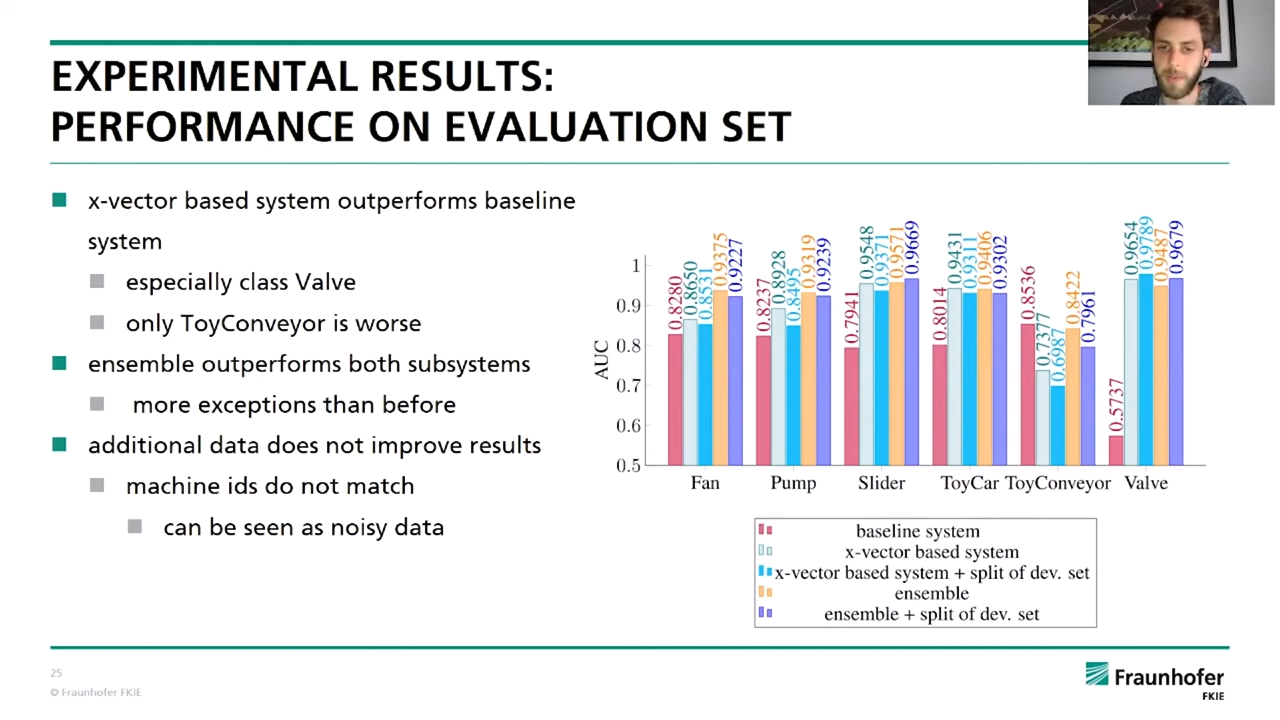 EXPERIMENTAL RESULTS:
PERFORMANCE ON EVALUATION SET
x-vector based system outperforms baseline
system
especially class Valve
only ToyConveyor is worse
ensemble outperforms both subsystems
more exceptions than before
additional data does not improve results
machine ids do not match
can be seen as noisy data
AUC
1
0.9
0.8
0.7
0.6
0.5
0.8280
0.8650
0.8531
0.9375
0.9227
0.8237
0.8928
0.8495
0.9319
0.9239
0.7941
0.9548
0.9371
0.9571
0.9669
0.8014
0.9431
0.9311
0.9406
0.9302
0.8536
0.7377
0.6987
0.8422
0.7961
0.5737
0.9654
0.9789
0.9487
0.9679
Fan Pump Slider ToyCar ToyConveyor Valve
baseline system
x-vector based system
x-vector based system + split of dev. set
ensemble
ensemble + split of dev. set
25
© Fraunhofer FKIE
Fraunhofer
FKIE